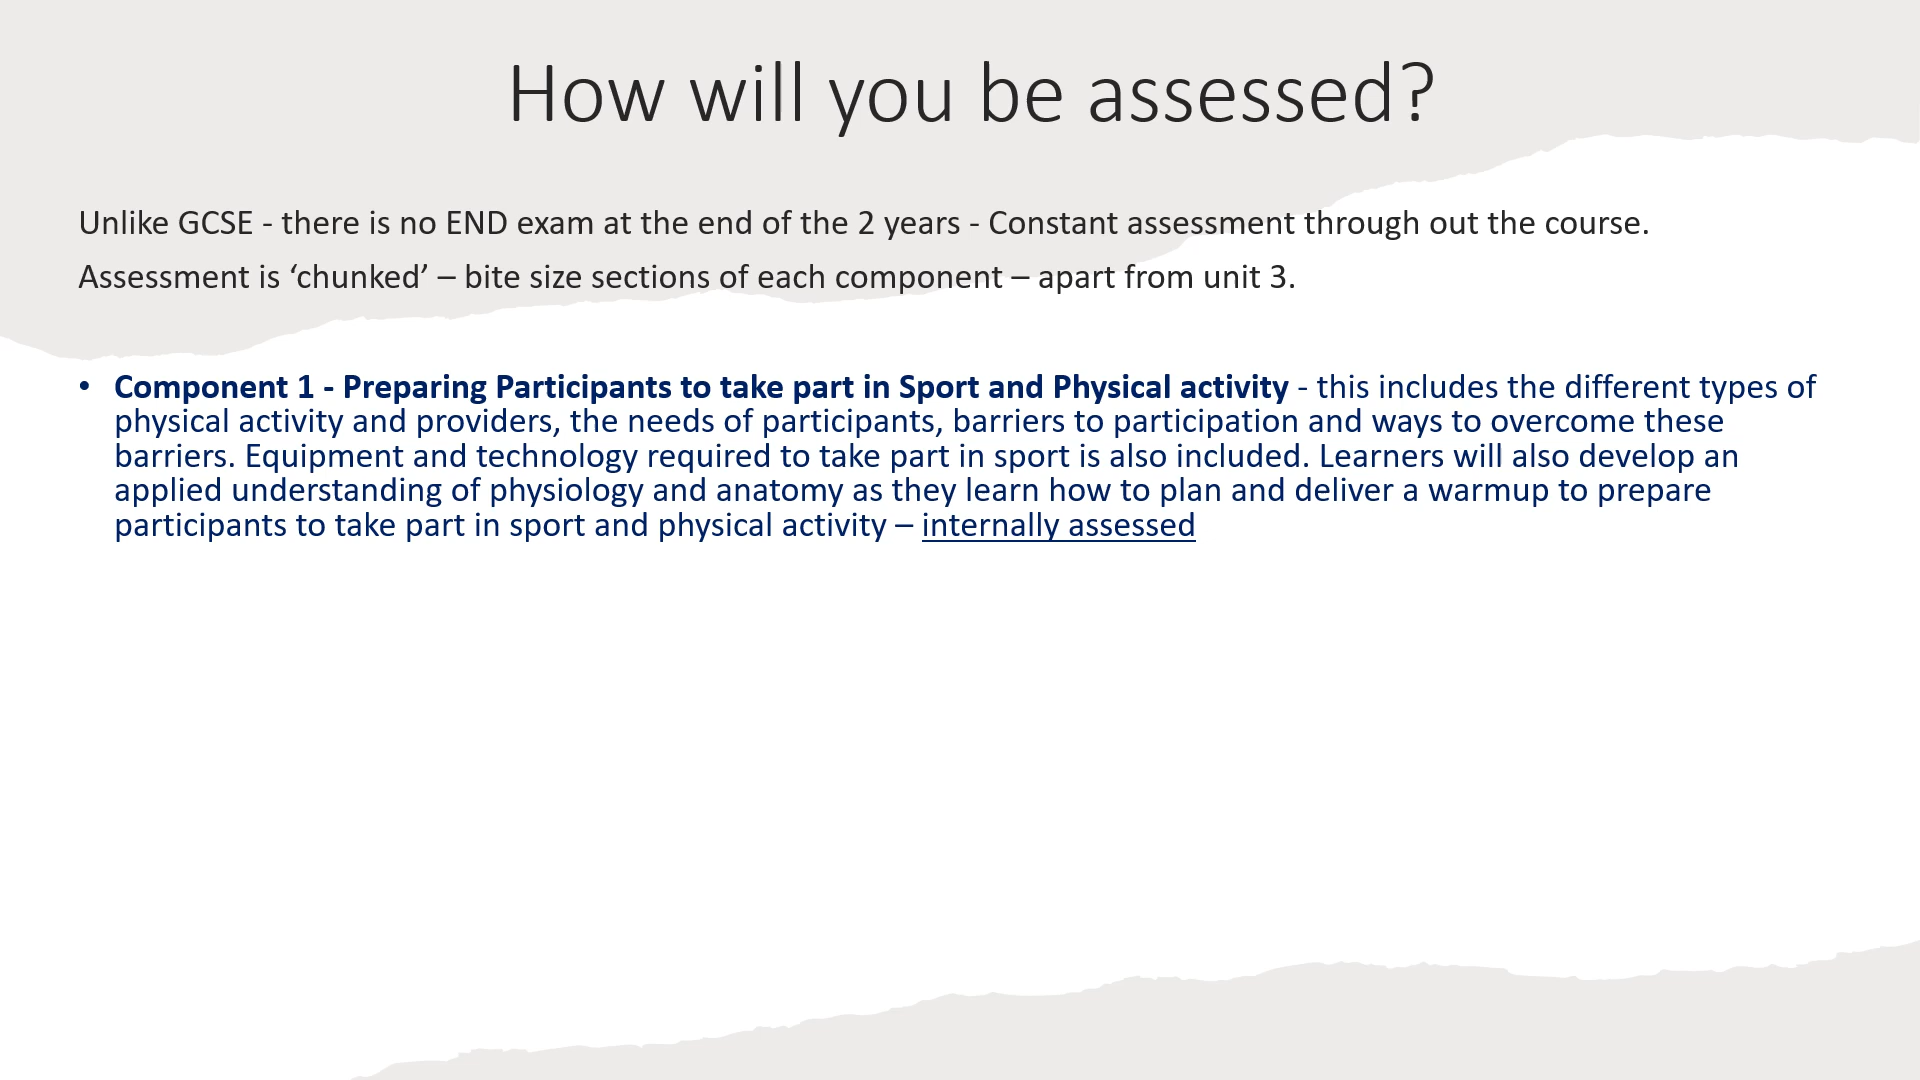 How will you be assessed?
Unlike GCSE - there is no END exam at the end of the 2 years - Constant assessment through out the course.
Assessment is ‘chunked’ – bite size sections of each component – apart from unit 3.
• Component 1 - Preparing Participants to take part in Sport and Physical activity - this includes the different types of
physical activity and providers, the needs of participants, barriers to participation and ways to overcome these
barriers. Equipment and technology required to take part in sport is also included. Learners will also develop an
applied understanding of physiology and anatomy as they learn how to plan and deliver a warmup to prepare
participants to take part in sport and physical activity – internally assessed